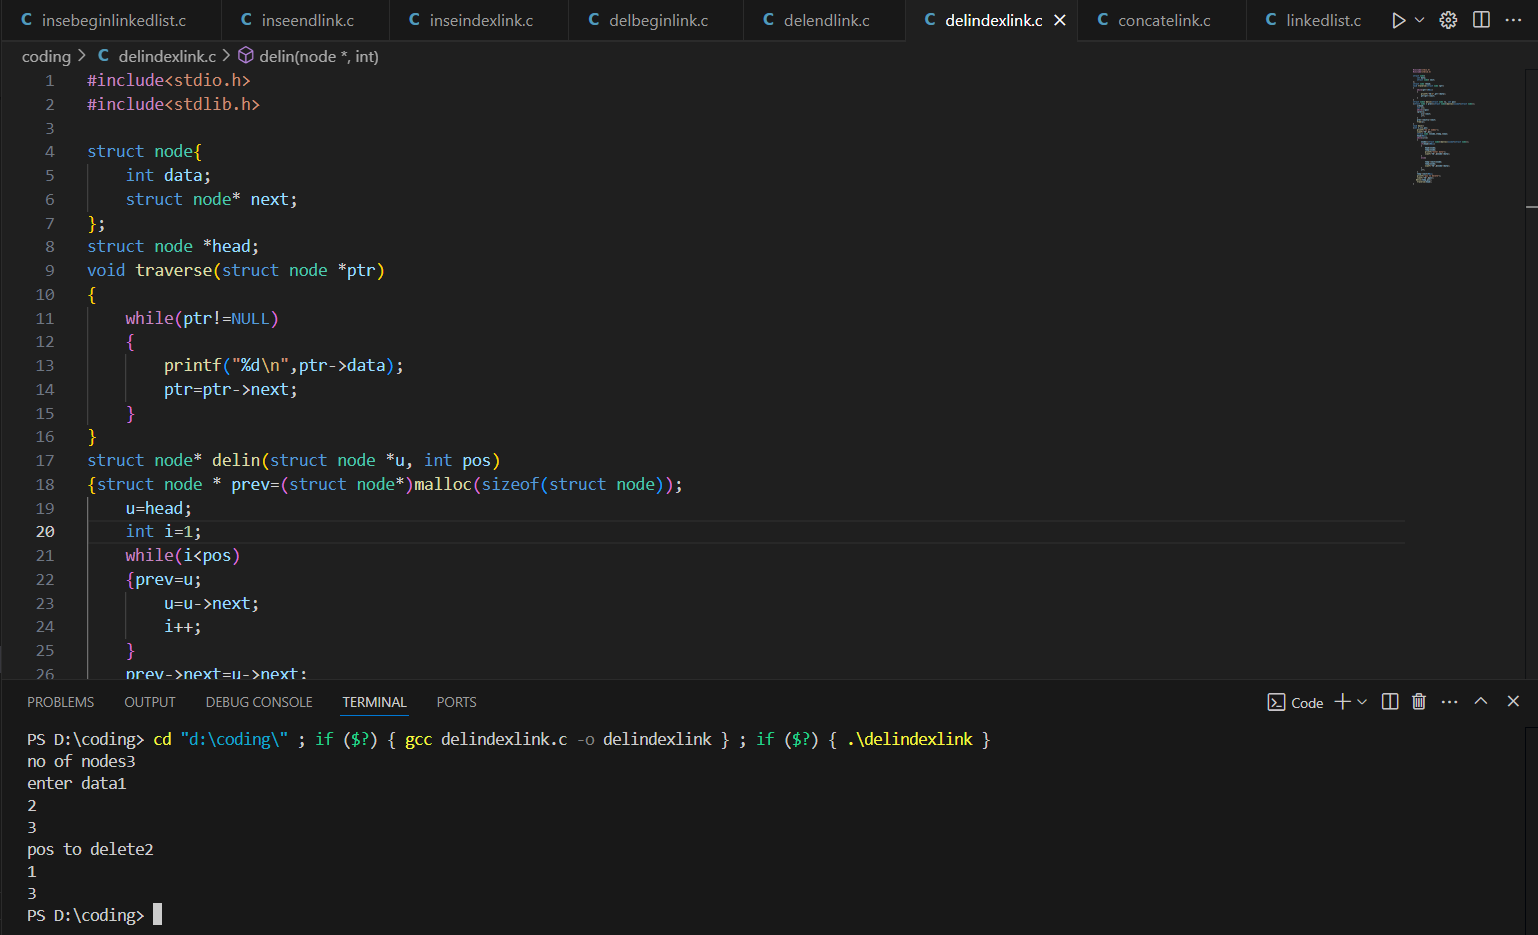 insebeginlinkedlist.c inseendlink.c inseindexlink.c delbeginlink.c delendlink.c delindexlink.c concatelink.c linkedlist.c
coding > delindexlink.c > delin(node *, int)
1 #include<stdio.h>
2 #include<stdlib.h>
3
4 struct node{
5 int data;
6 struct node* next;
7 };
8 struct node *head;
9 void traverse(struct node *ptr)
10 {
11 while(ptr!=NULL)
12 {
13 printf("%d\n",ptr->data);
14 ptr=ptr->next;
15 }
16 }
17 struct node* delin(struct node *u, int pos)
18 {struct node * prev=(struct node*)malloc(sizeof(struct node));
19 u=head;
20 int i=1;
21 while(i<pos)
22 {prev=u;
23 u=u->next;
24 i++;
25 }
26 prev->next=u->next;
PROBLEMS OUTPUT DEBUG CONSOLE TERMINAL PORTS Code
PS D:\coding> cd "d:\coding\" ; if ($?) { gcc delindexlink.c -o delindexlink } ; if ($?) { .\delindexlink }
no of nodes3
enter data1
2
3
pos to delete2
1
3
PS D:\coding>